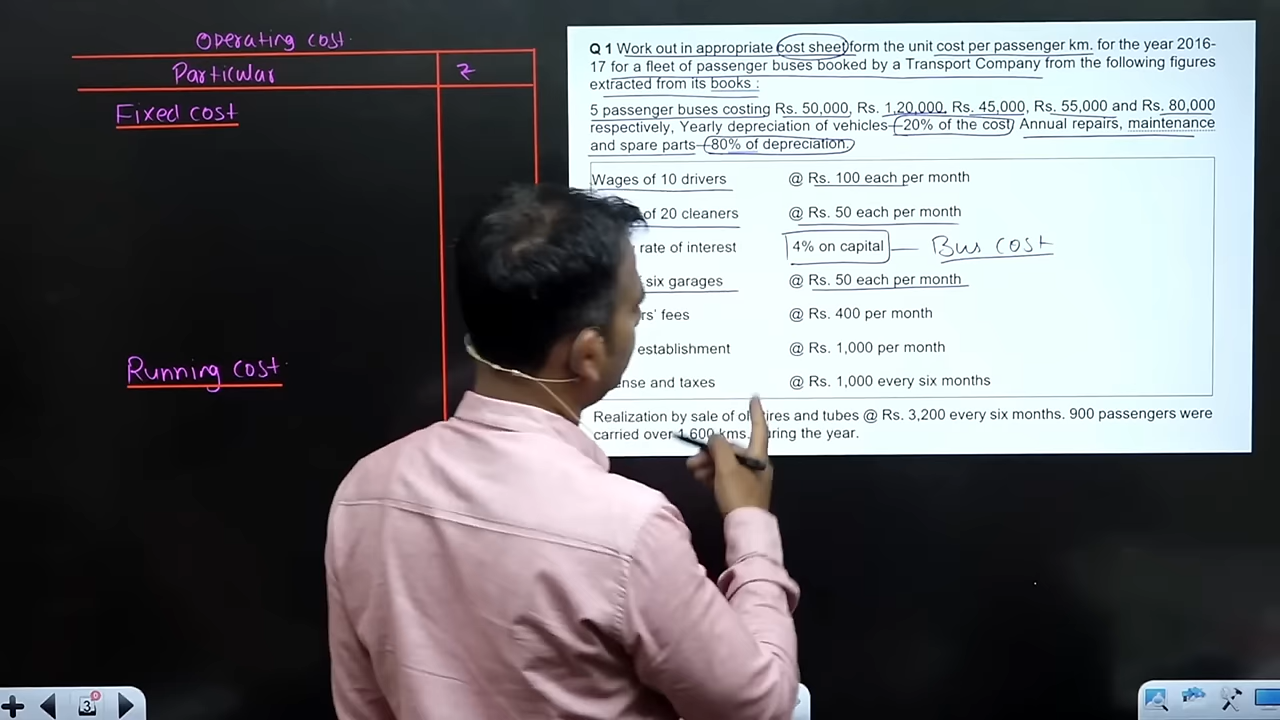 Operating cost.
Particular ₹
Fixed cost
Running cost.
Q 1 Work out in appropriate cost sheet form the unit cost per passenger km. for the year 2016-
17 for a fleet of passenger buses booked by a Transport Company from the following figures
extracted from its books :
5 passenger buses costing Rs. 50,000, Rs. 1,20,000, Rs. 45,000, Rs. 55,000 and Rs. 80,000
respectively, Yearly depreciation of vehicles–20% of the cost, Annual repairs, maintenance
and spare parts–80% of depreciation.
Wages of 10 drivers @ Rs. 100 each per month
of 20 cleaners @ Rs. 50 each per month
rate of interest 4% on capital — Bus cost
six garages @ Rs. 50 each per month
fees @ Rs. 400 per month
establishment @ Rs. 1,000 per month
and taxes @ Rs. 1,000 every six months
Realization by sale of and tubes @ Rs. 3,200 every six months. 900 passengers were
carried over 1,600 kms. the year.
3
0